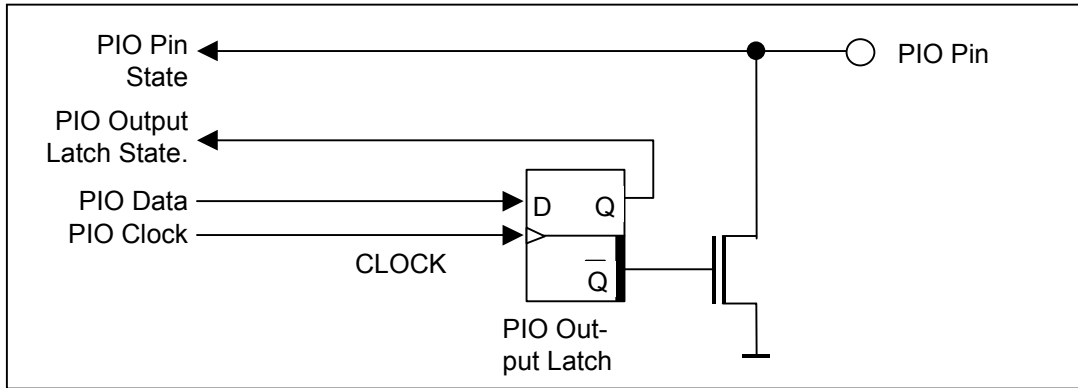 PIO Pin
State
PIO Pin
PIO Output
Latch State.
PIO Data
PIO Clock
CLOCK
D
Q
Q̅
PIO Out-
put Latch